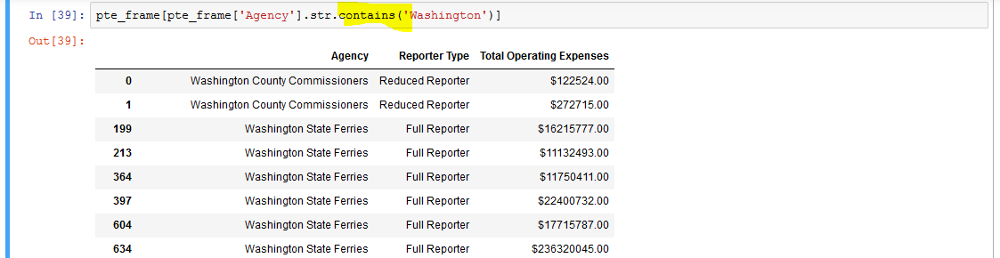 In [39]: pte_frame[pte_frame['Agency'].str.contains('Washington')]
Out[39]:
Agency Reporter Type Total Operating Expenses
0 Washington County Commissioners Reduced Reporter $122524.00
1 Washington County Commissioners Reduced Reporter $272715.00
199 Washington State Ferries Full Reporter $16215777.00
213 Washington State Ferries Full Reporter $11132493.00
364 Washington State Ferries Full Reporter $11750411.00
397 Washington State Ferries Full Reporter $22400732.00
604 Washington State Ferries Full Reporter $17715787.00
634 Washington State Ferries Full Reporter $236320045.00